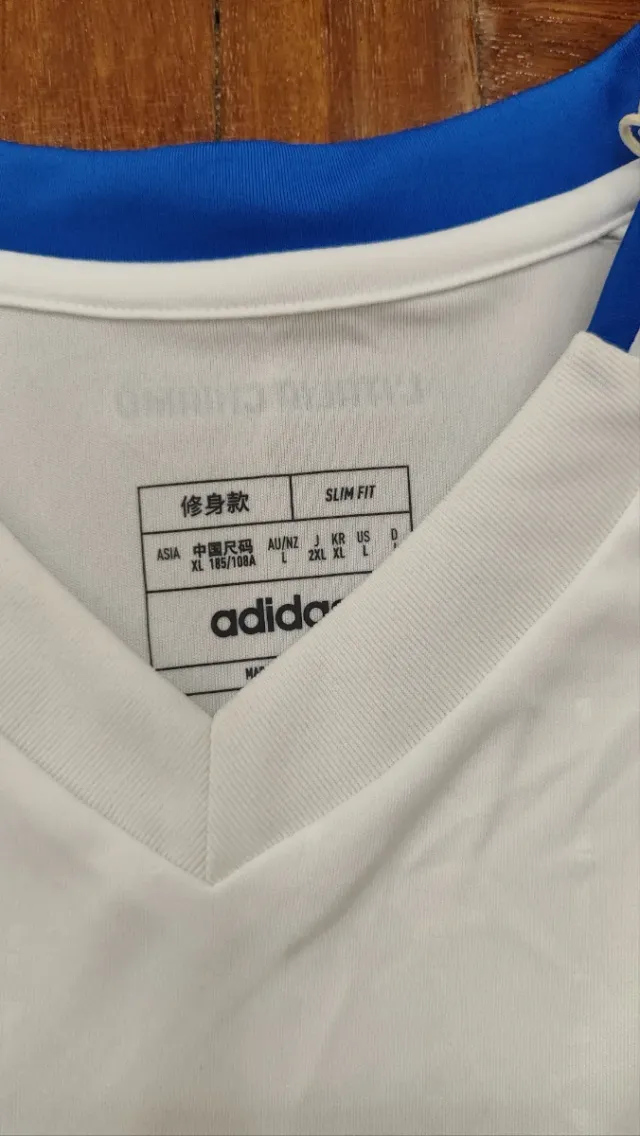 修身款 SLIM FIT
ASIA 中国尺码 AU/NZ J KR US D
XL 185/108A L 2XL XL L
adidas